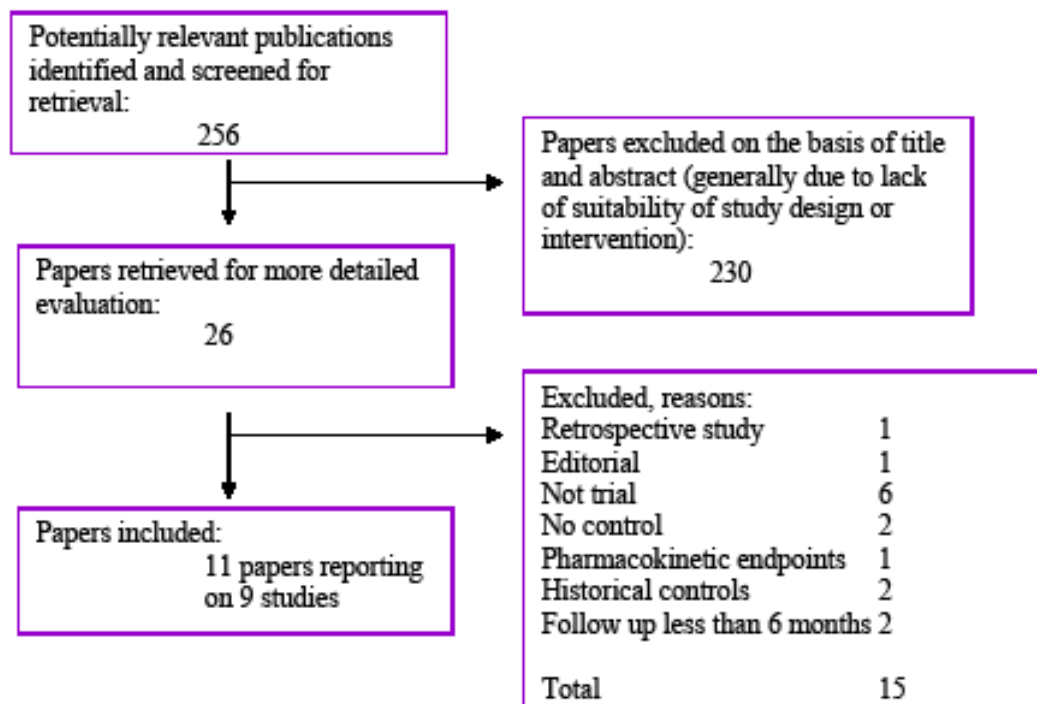 Potentially relevant publications
identified and screened for
retrieval:
256
Papers excluded on the basis of title
and abstract (generally due to lack
of suitability of study design or
intervention):
230
Papers retrieved for more detailed
evaluation:
26
Excluded, reasons:
Retrospective study 1
Editorial 1
Not trial 6
No control 2
Pharmacokinetic endpoints 1
Historical controls 2
Follow up less than 6 months 2
Total 15
Papers included:
11 papers reporting
on 9 studies